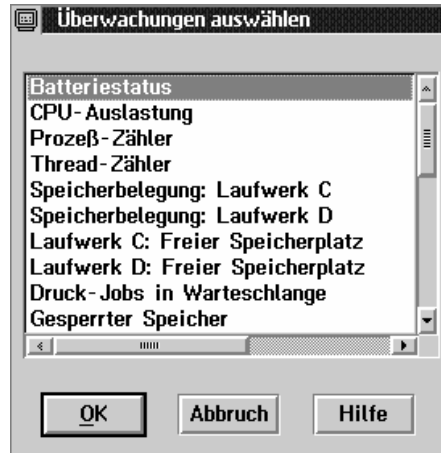 Überwachungen auswählen
Batteriestatus
CPU-Auslastung
Prozeß-Zähler
Thread-Zähler
Speicherbelegung: Laufwerk C
Speicherbelegung: Laufwerk D
Laufwerk C: Freier Speicherplatz
Laufwerk D: Freier Speicherplatz
Druck-Jobs in Warteschlange
Gesperrter Speicher
OK Abbruch Hilfe